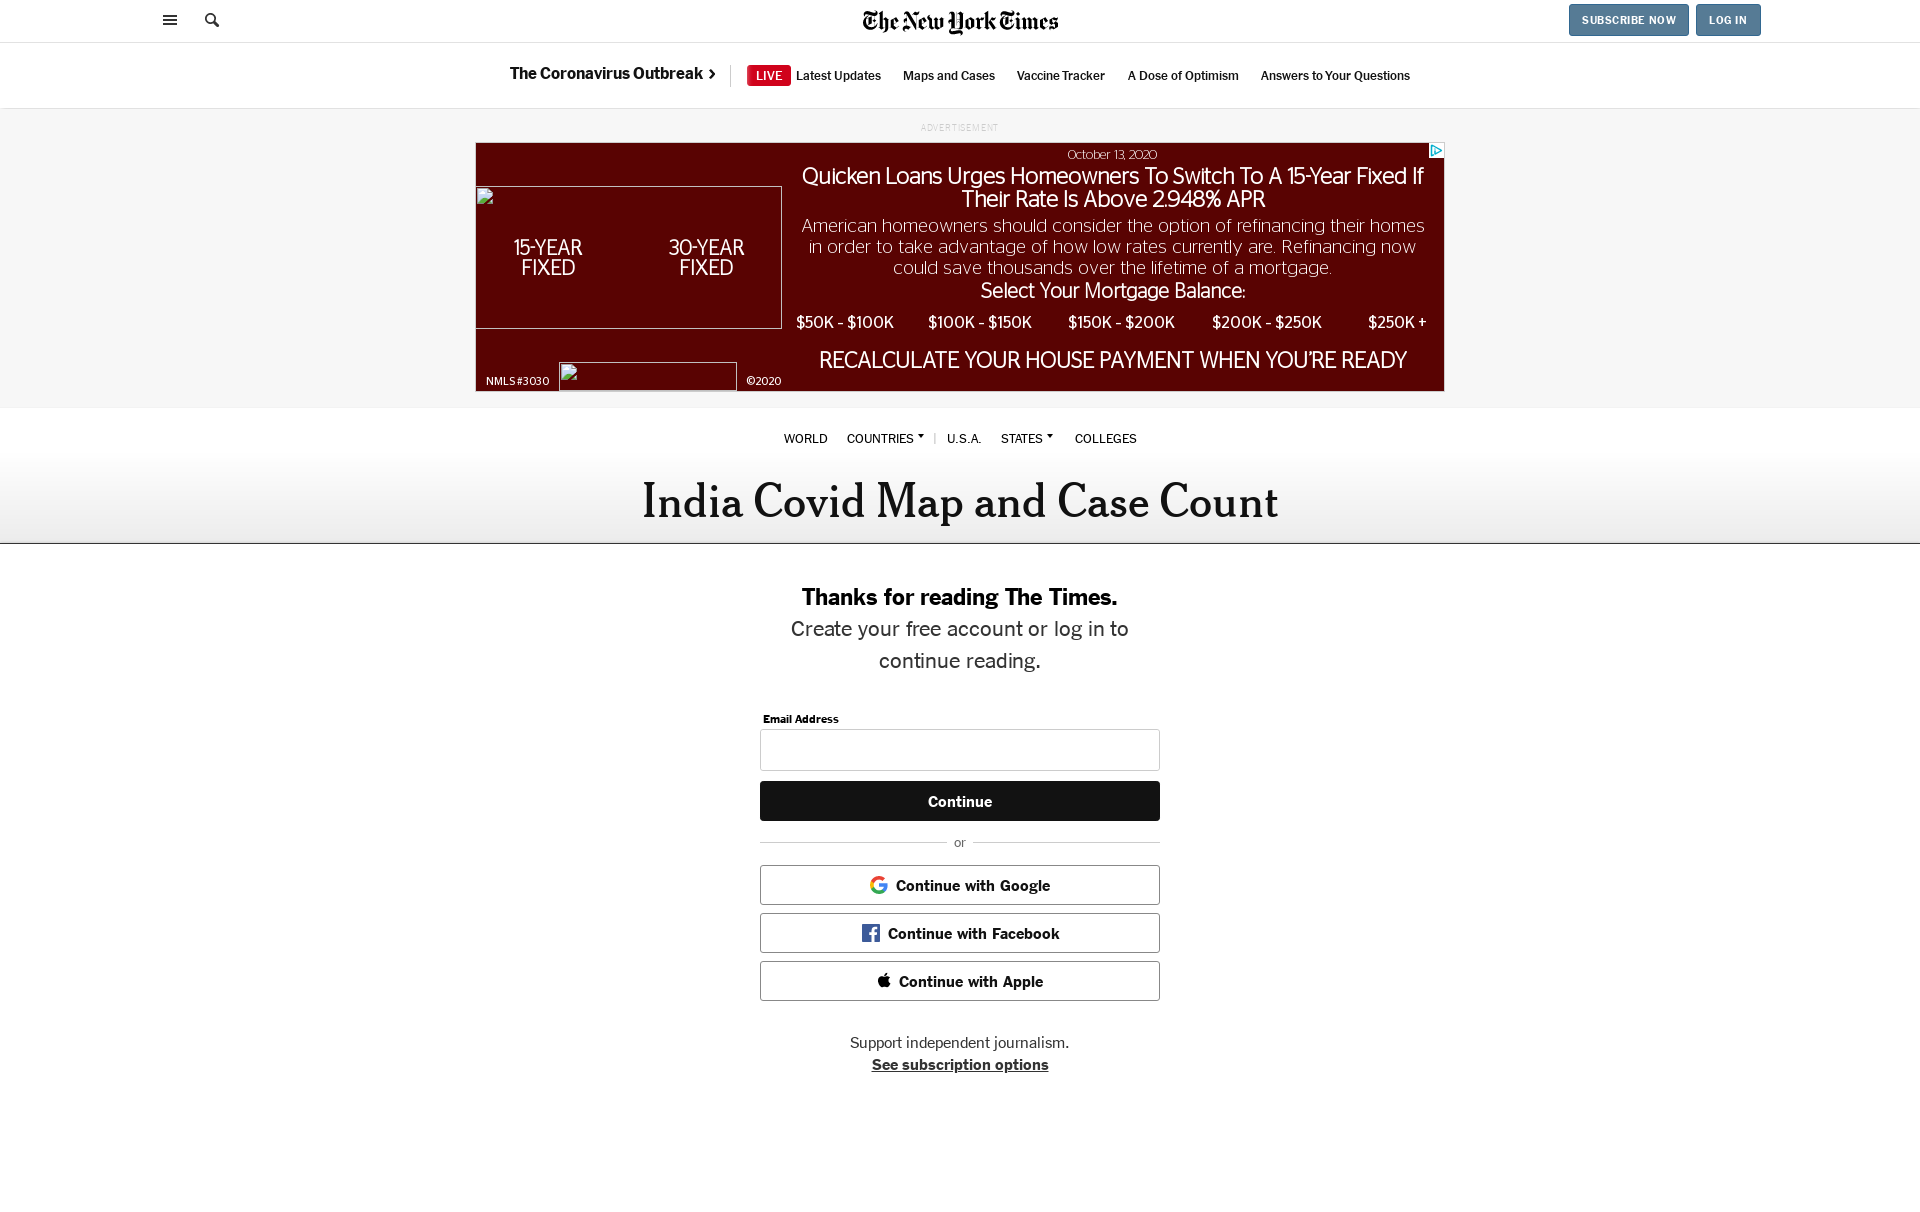 The New York Times
SUBSCRIBE NOW
LOG IN
The Coronavirus Outbreak ›
LIVE Latest Updates
Maps and Cases
Vaccine Tracker
A Dose of Optimism
Answers to Your Questions
ADVERTISEMENT
October 13, 2020
Quicken Loans Urges Homeowners To Switch To A 15-Year Fixed If
Their Rate Is Above 2.948% APR
American homeowners should consider the option of refinancing their homes
in order to take advantage of how low rates currently are. Refinancing now
could save thousands over the lifetime of a mortgage.
Select Your Mortgage Balance:
$50K - $100K
$100K - $150K
$150K - $200K
$200K - $250K
$250K +
RECALCULATE YOUR HOUSE PAYMENT WHEN YOU'RE READY
15-YEAR
FIXED
30-YEAR
FIXED
NMLS #3030
©2020
WORLD
COUNTRIES
U.S.A.
STATES
COLLEGES
India Covid Map and Case Count
Thanks for reading The Times.
Create your free account or log in to
continue reading.
Email Address
Continue
or
Continue with Google
Continue with Facebook
Continue with Apple
Support independent journalism.
See subscription options